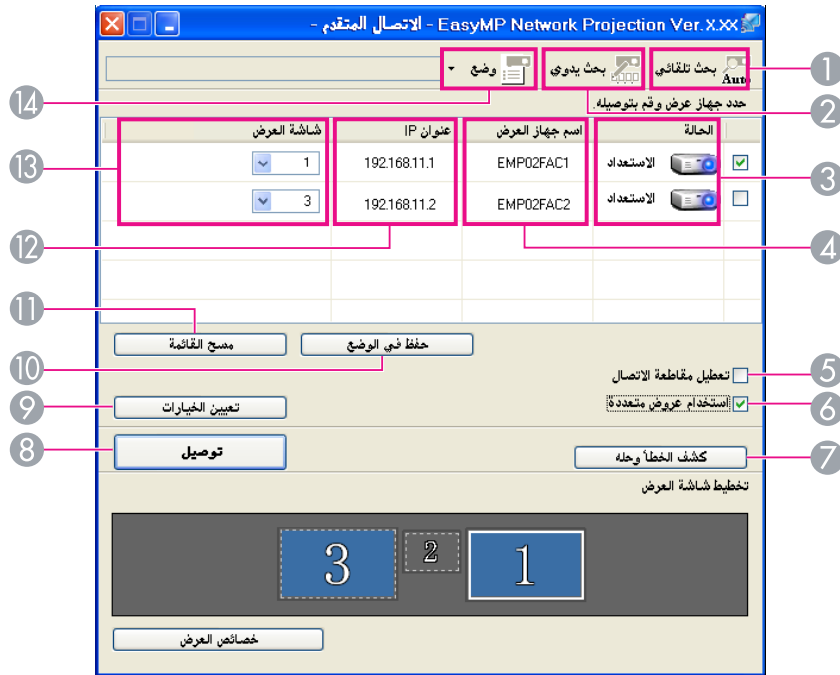 EasyMP Network Projection Ver.X.XX - الاتصال المتقدم -
بحث تلقائي Auto
بحث يدوي
وضع
حدد جهاز عرض وقم بتوصيله.
الحالة
اسم جهاز العرض
عنوان IP
شاشة العرض
الاستعداد
EMP02FAC1
192.168.11.1
1
الاستعداد
EMP02FAC2
192.168.11.2
3
حفظ في الوضع
مسح القائمة
تعطيل مقاطعة الاتصال
استخدام عروض متعددة
تعيين الخيارات
توصيل
كشف الخطأ وحله
تخطيط شاشة العرض
1
2
3
خصائص العرض
1
2
3
4
5
6
7
8
9
10
11
12
13
14